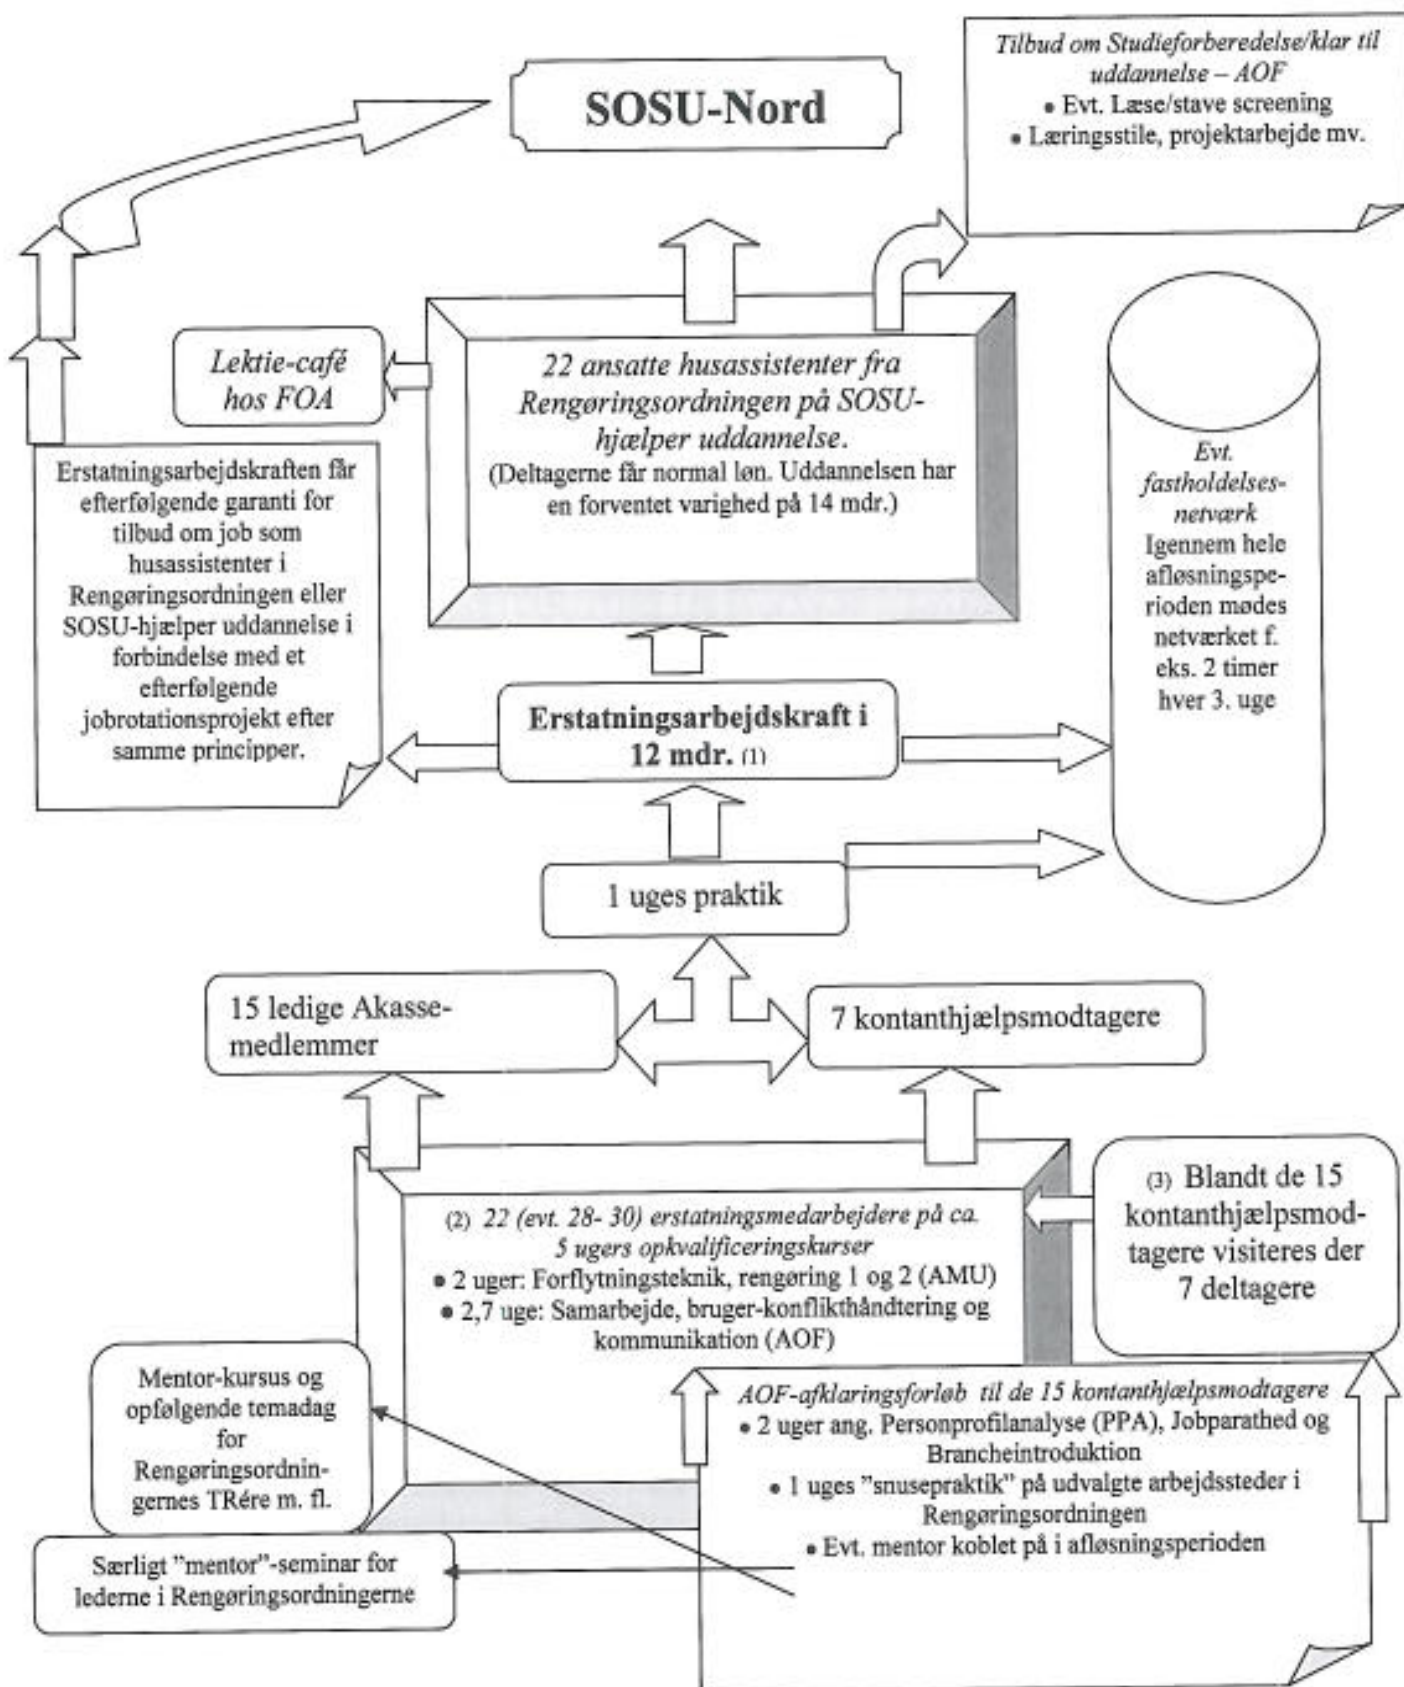 Tilbud om Studieforberedelse/klar til
uddannelse – AOF
• Evt. Læse/stave screening
• Læringsstile, projektarbejde mv.
SOSU-Nord
Lektie-café
hos FOA
22 ansatte husassistenter fra
Rengøringsordningen på SOSU-
hjælper uddannelse.
(Deltagerne får normal løn. Uddannelsen har
en forventet varighed på 14 mdr.)
Erstatningsarbejdskraften får
efterfølgende garanti for
tilbud om job som
husassistenter i
Rengøringsordningen eller
SOSU-hjælper uddannelse i
forbindelse med et
efterfølgende
jobrotationsprojekt efter
samme principper.
Evt.
fastholdelses-
netværk
Igennem hele
afløsningspe-
rioden mødes
netværket f.
eks. 2 timer
hver 3. uge
Erstatningsarbejdskraft i
12 mdr. (1)
1 uges praktik
15 ledige Akasse-
medlemmer
7 kontanthjælpsmodtagere
(2) 22 (evt. 28- 30) erstatningsmedarbejdere på ca.
5 ugers opkvalificeringskurser
• 2 uger: Forflytningsteknik, rengøring 1 og 2 (AMU)
• 2,7 uge: Samarbejde, bruger-konflikthåndtering og
kommunikation (AOF)
(3) Blandt de 15
kontanthjælpsmod-
tagere visiteres der
7 deltagere
Mentor-kursus og
opfølgende temadag
for
Rengøringsordnin-
gernes TRére m. fl.
AOF-afklaringsforløb til de 15 kontanthjælpsmodtagere
• 2 uger ang. Personprofilanalyse (PPA), Jobparathed og
Brancheintroduktion
• 1 uges ”snusepraktik” på udvalgte arbejdssteder i
Rengøringsordningen
• Evt. mentor koblet på i afløsningsperioden
Særligt ”mentor”-seminar for
lederne i Rengøringsordningerne